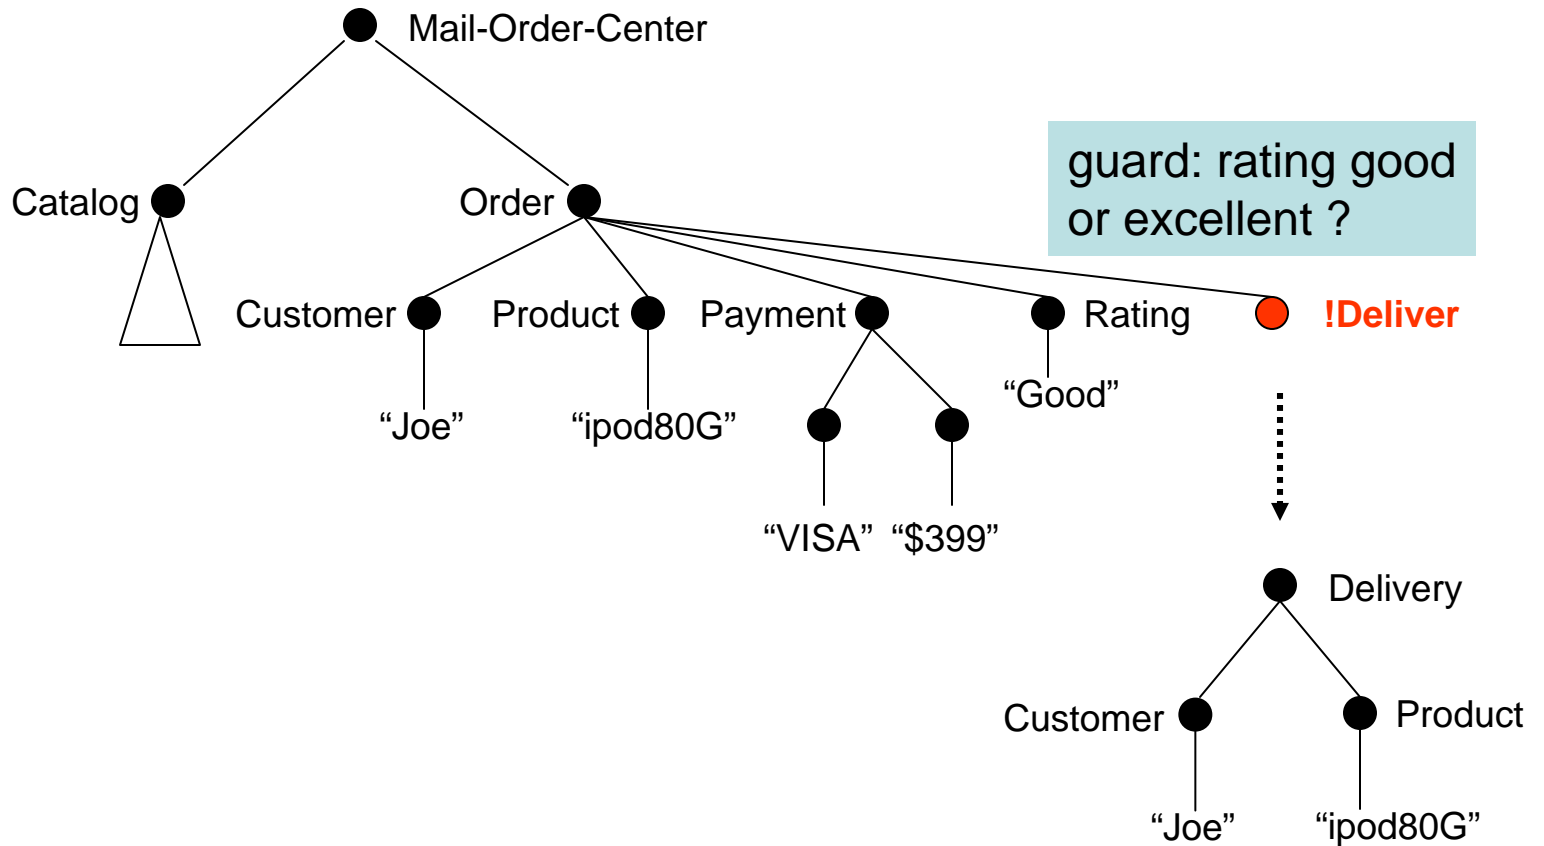 Mail-Order-Center
guard: rating good
or excellent ?
Catalog
Order
Customer
Product
Payment
Rating
!Deliver
“Good”
“Joe”
“ipod80G”
“VISA”
“$399”
Delivery
Customer
Product
“Joe”
“ipod80G”